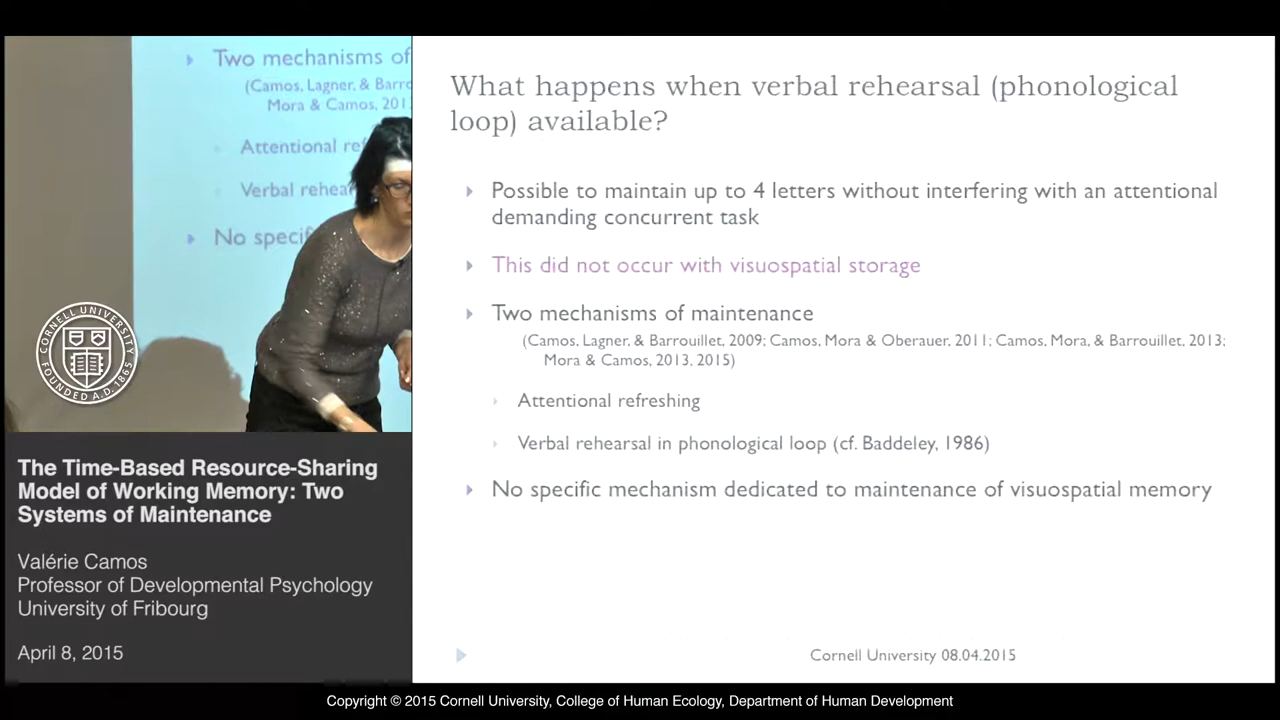 Two mechanisms of
(Camos, Lagner, & Barro
Mora & Camos, 201
Attentional ref
Verbal rehear
No specif
CORNELL UNIVERSITY
FOUNDED A.D. 1865
The Time-Based Resource-Sharing
Model of Working Memory: Two
Systems of Maintenance
Valérie Camos
Professor of Developmental Psychology
University of Fribourg
April 8, 2015
What happens when verbal rehearsal (phonological
loop) available?
Possible to maintain up to 4 letters without interfering with an attentional
demanding concurrent task
This did not occur with visuospatial storage
Two mechanisms of maintenance
(Camos, Lagner, & Barrouillet, 2009; Camos, Mora & Oberauer, 2011; Camos, Mora, & Barrouillet, 2013;
Mora & Camos, 2013, 2015)
Attentional refreshing
Verbal rehearsal in phonological loop (cf. Baddeley, 1986)
No specific mechanism dedicated to maintenance of visuospatial memory
Cornell University 08.04.2015
Copyright © 2015 Cornell University, College of Human Ecology, Department of Human Development